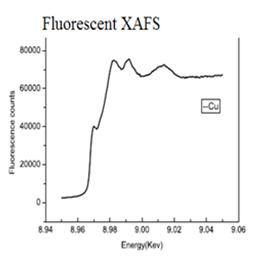 Fluorescent XAFS
80000
60000
40000
20000
0
Fluorescence counts
--Cu
8.94 8.96 8.98 9.00 9.02 9.04 9.06
Energy(Kev)